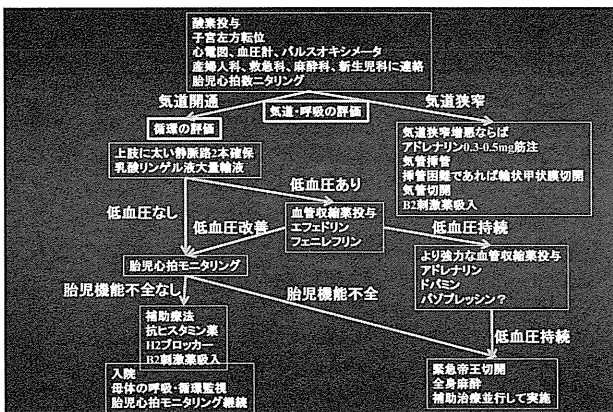 酸素投与
子宮左方転位
心電図、血圧計、パルスオキシメータ
産婦人科、救急科、麻酔科、新生児科に連絡
胎児心拍数モニタリング
気道開通
気道・呼吸の評価
気道狭窄
循環の評価
上肢に太い静脈路2本確保
乳酸リンゲル液大量輸液
気道狭窄増悪ならば
アドレナリン0.3-0.5mg筋注
気管挿管
挿管困難であれば輪状甲状膜切開
気管切開
B2刺激薬吸入
低血圧あり
低血圧なし
低血圧改善
血管収縮薬投与
エフェドリン
フェニレフリン
低血圧持続
胎児心拍モニタリング
より強力な血管収縮薬投与
アドレナリン
ドパミン
バゾプレッシン？
胎児機能不全なし
胎児機能不全
補助療法
抗ヒスタミン薬
H2ブロッカー
B2刺激薬吸入
低血圧持続
入院
母体の呼吸・循環監視
胎児心拍モニタリング継続
緊急帝王切開
全身麻酔
補助治療並行して実施